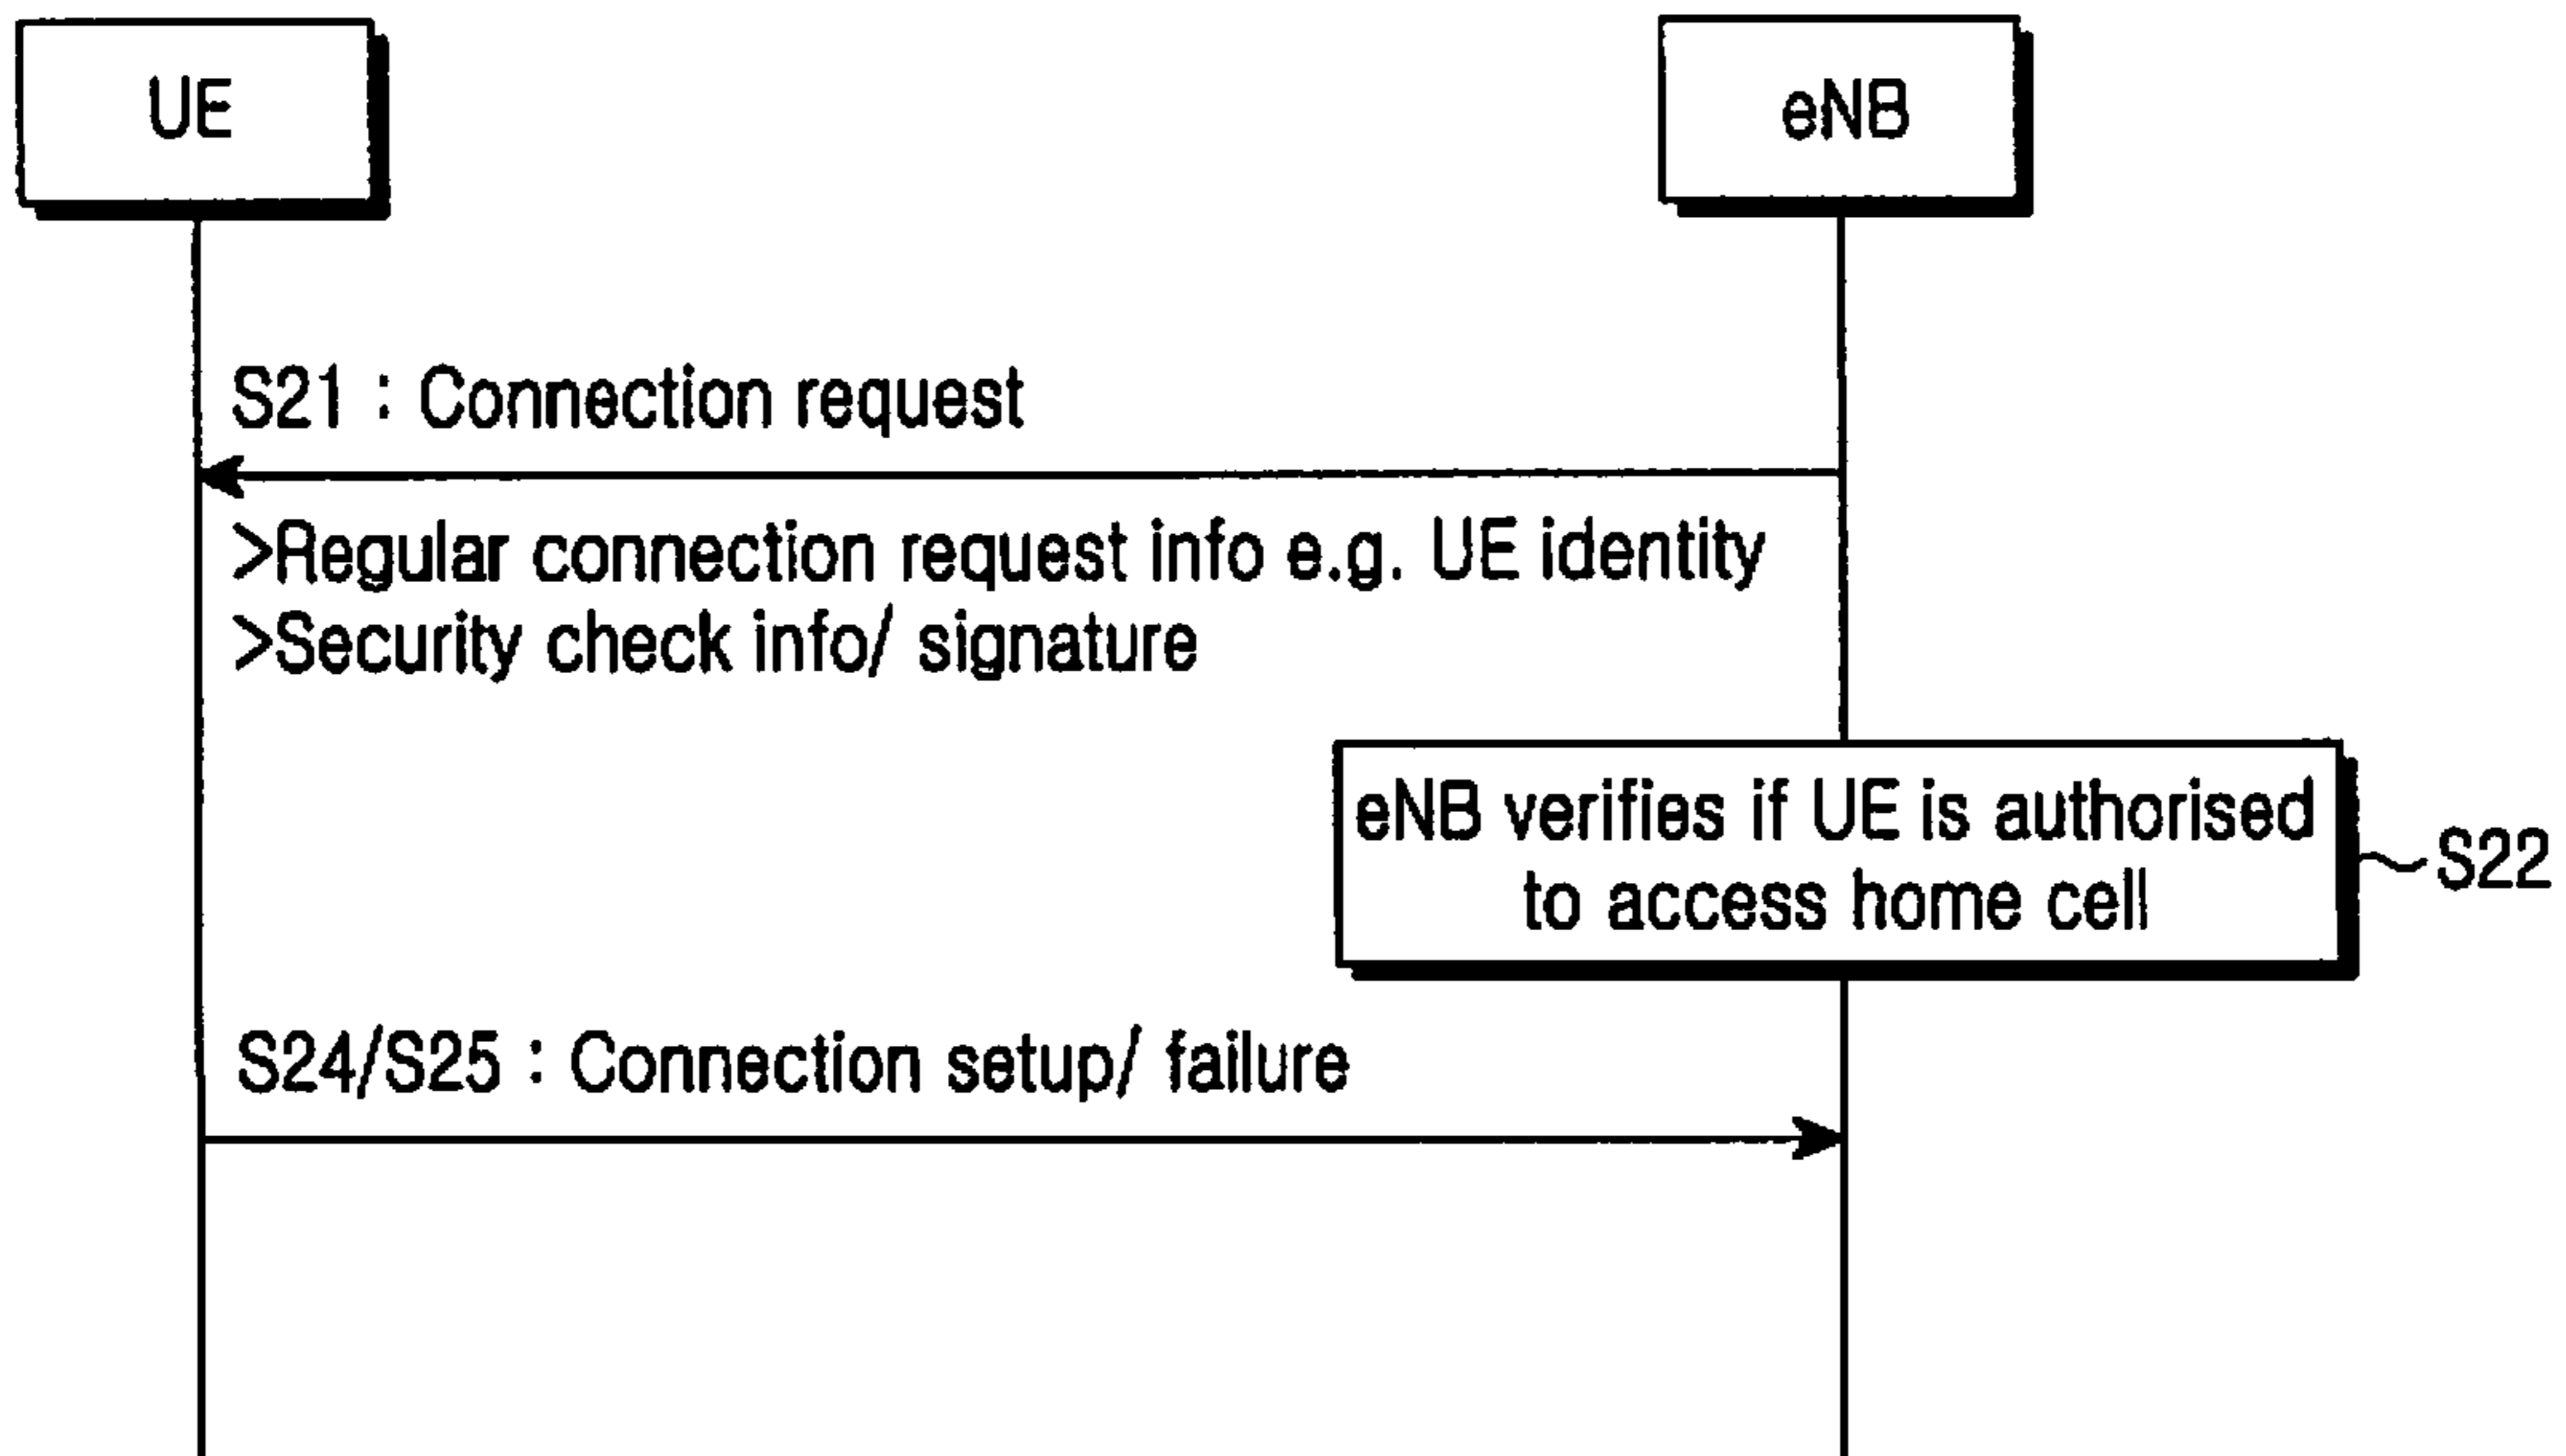 UE
eNB
S21 : Connection request
>Regular connection request info e.g. UE identity
>Security check info/ signature
eNB verifies if UE is authorised
to access home cell
S22
S24/S25 : Connection setup/ failure